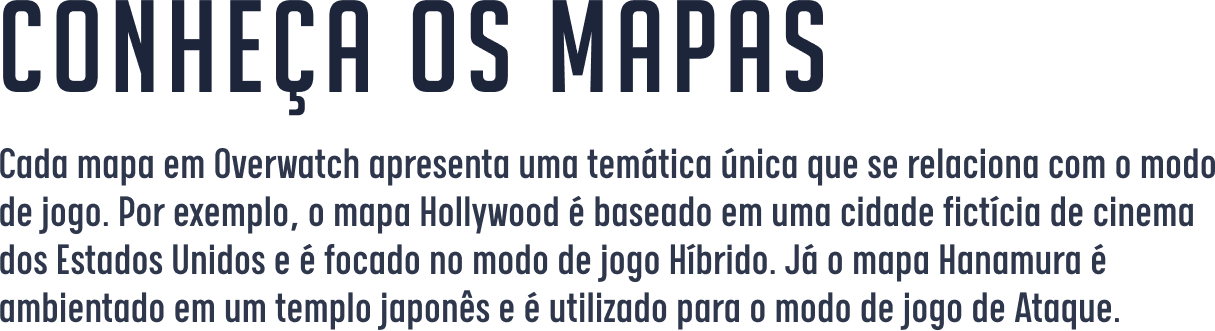 CONHEÇA OS MAPAS
Cada mapa em Overwatch apresenta uma temática única que se relaciona com o modo
de jogo. Por exemplo, o mapa Hollywood é baseado em uma cidade fictícia de cinema
dos Estados Unidos e é focado no modo de jogo Híbrido. Já o mapa Hanamura é
ambientado em um templo japonês e é utilizado para o modo de jogo de Ataque.